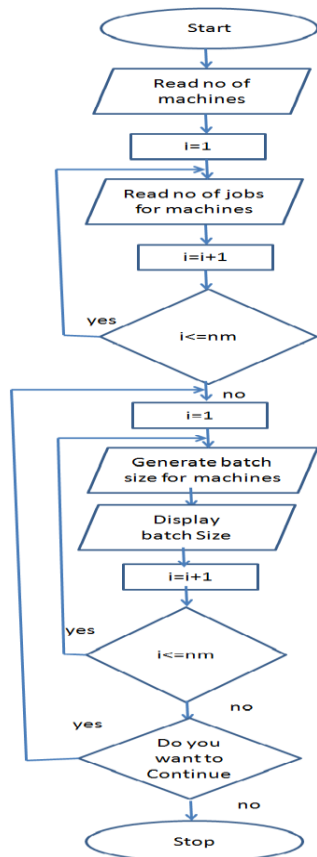 Start
Read no of
machines
i=1
Read no of jobs
for machines
i=i+1
yes
i<=nm
no
i=1
Generate batch
size for machines
Display
batch Size
i=i+1
yes
i<=nm
no
yes
Do you
want to
Continue
no
Stop